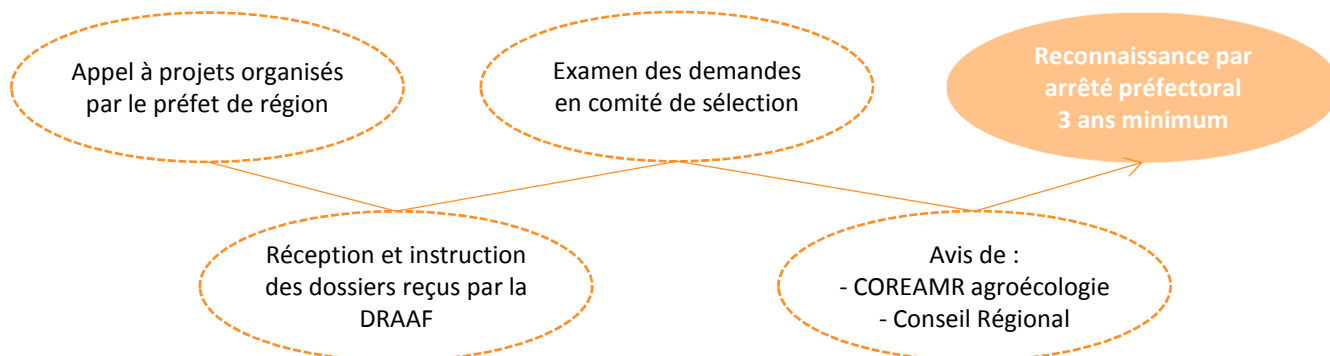 Appel à projets organisés
par le préfet de région
Examen des demandes
en comité de sélection
Reconnaissance par
arrêté préfectoral
3 ans minimum
Réception et instruction
des dossiers reçus par la
DRAAF
Avis de :
- COREAMR agroécologie
- Conseil Régional